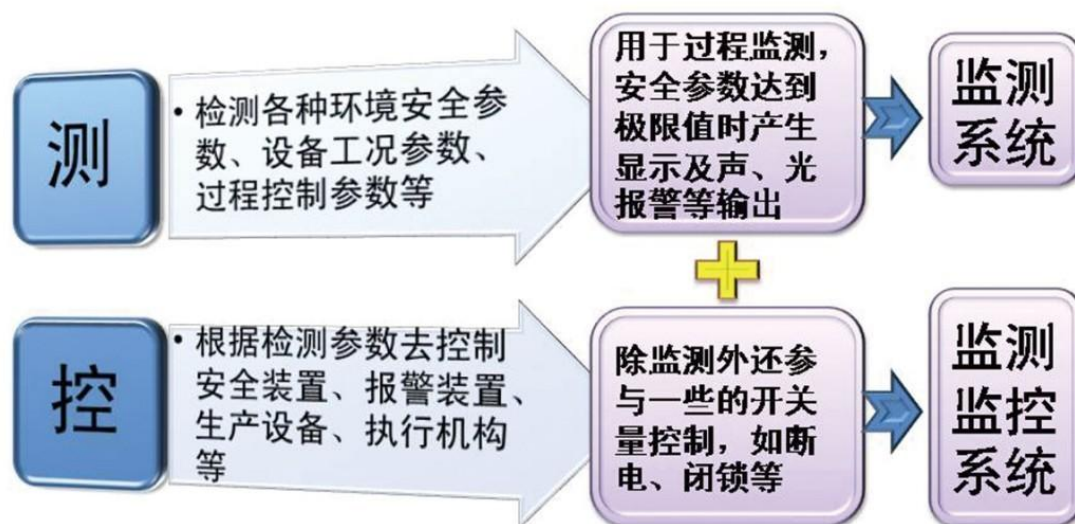 测
• 检测各种环境安全参
数、设备工况参数、
过程控制参数等
用于过程监测,
安全参数达到
极限值时产生
显示及声、光
报警等输出
监测
系统
控
• 根据检测参数去控制
安全装置、报警装置、
生产设备、执行机构
等
除监测外还参
与一些的开关
量控制，如断
电、闭锁等
监测
监控
系统